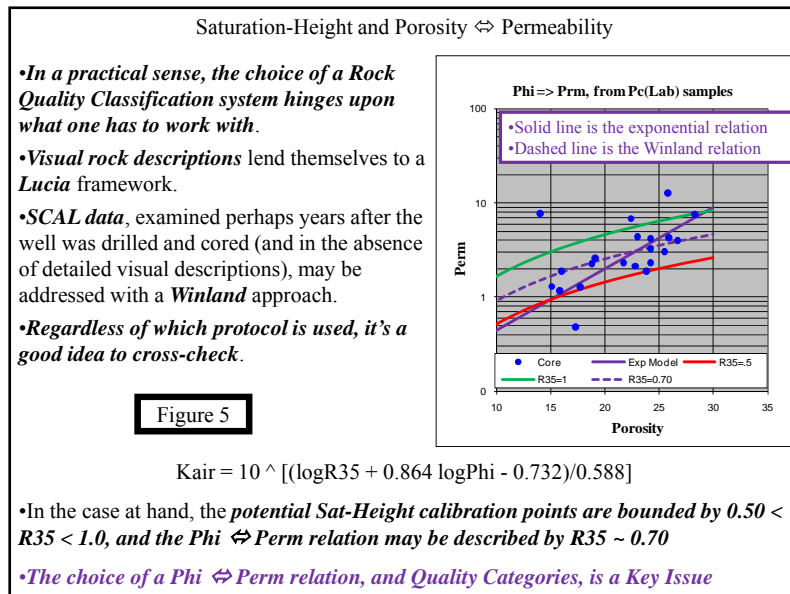 Saturation-Height and Porosity ⇔ Permeability
•In a practical sense, the choice of a Rock
Quality Classification system hinges upon
what one has to work with.
•Visual rock descriptions lend themselves to a
Lucia framework.
•SCAL data, examined perhaps years after the
well was drilled and cored (and in the absence
of detailed visual descriptions), may be
addressed with a Winland approach.
•Regardless of which protocol is used, it's a
good idea to cross-check.
Figure 5
Phi => Prm, from Pc(Lab) samples
•Solid line is the exponential relation
•Dashed line is the Winland relation
100
10
1
0
Perm
Core
Exp Model
R35=.5
R35=1
R35=0.70
10
15
20
25
30
35
Porosity
Kair = 10 ^ [(logR35 + 0.864 logPhi - 0.732)/0.588]
•In the case at hand, the potential Sat-Height calibration points are bounded by 0.50 <
R35 < 1.0, and the Phi ⇔ Perm relation may be described by R35 ~ 0.70
•The choice of a Phi ⇔ Perm relation, and Quality Categories, is a Key Issue